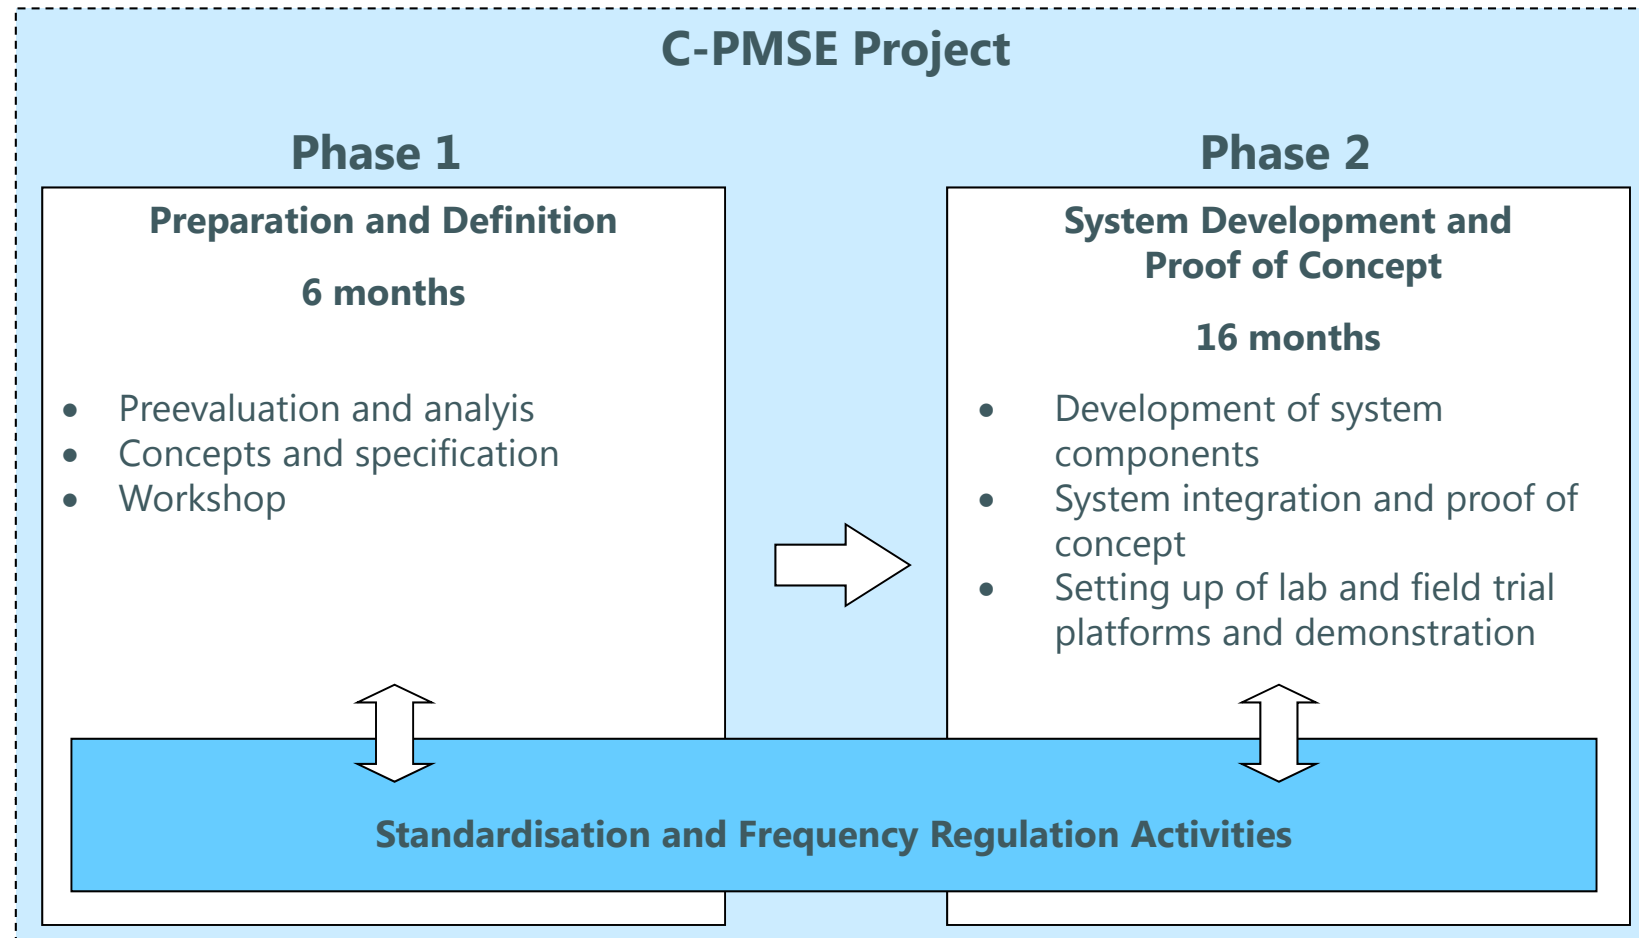 C-PMSE Project
Phase 1
Preparation and Definition
6 months
• Preevaluation and analyis
• Concepts and specification
• Workshop
Phase 2
System Development and
Proof of Concept
16 months
• Development of system
components
• System integration and proof of
concept
• Setting up of lab and field trial
platforms and demonstration
Standardisation and Frequency Regulation Activities